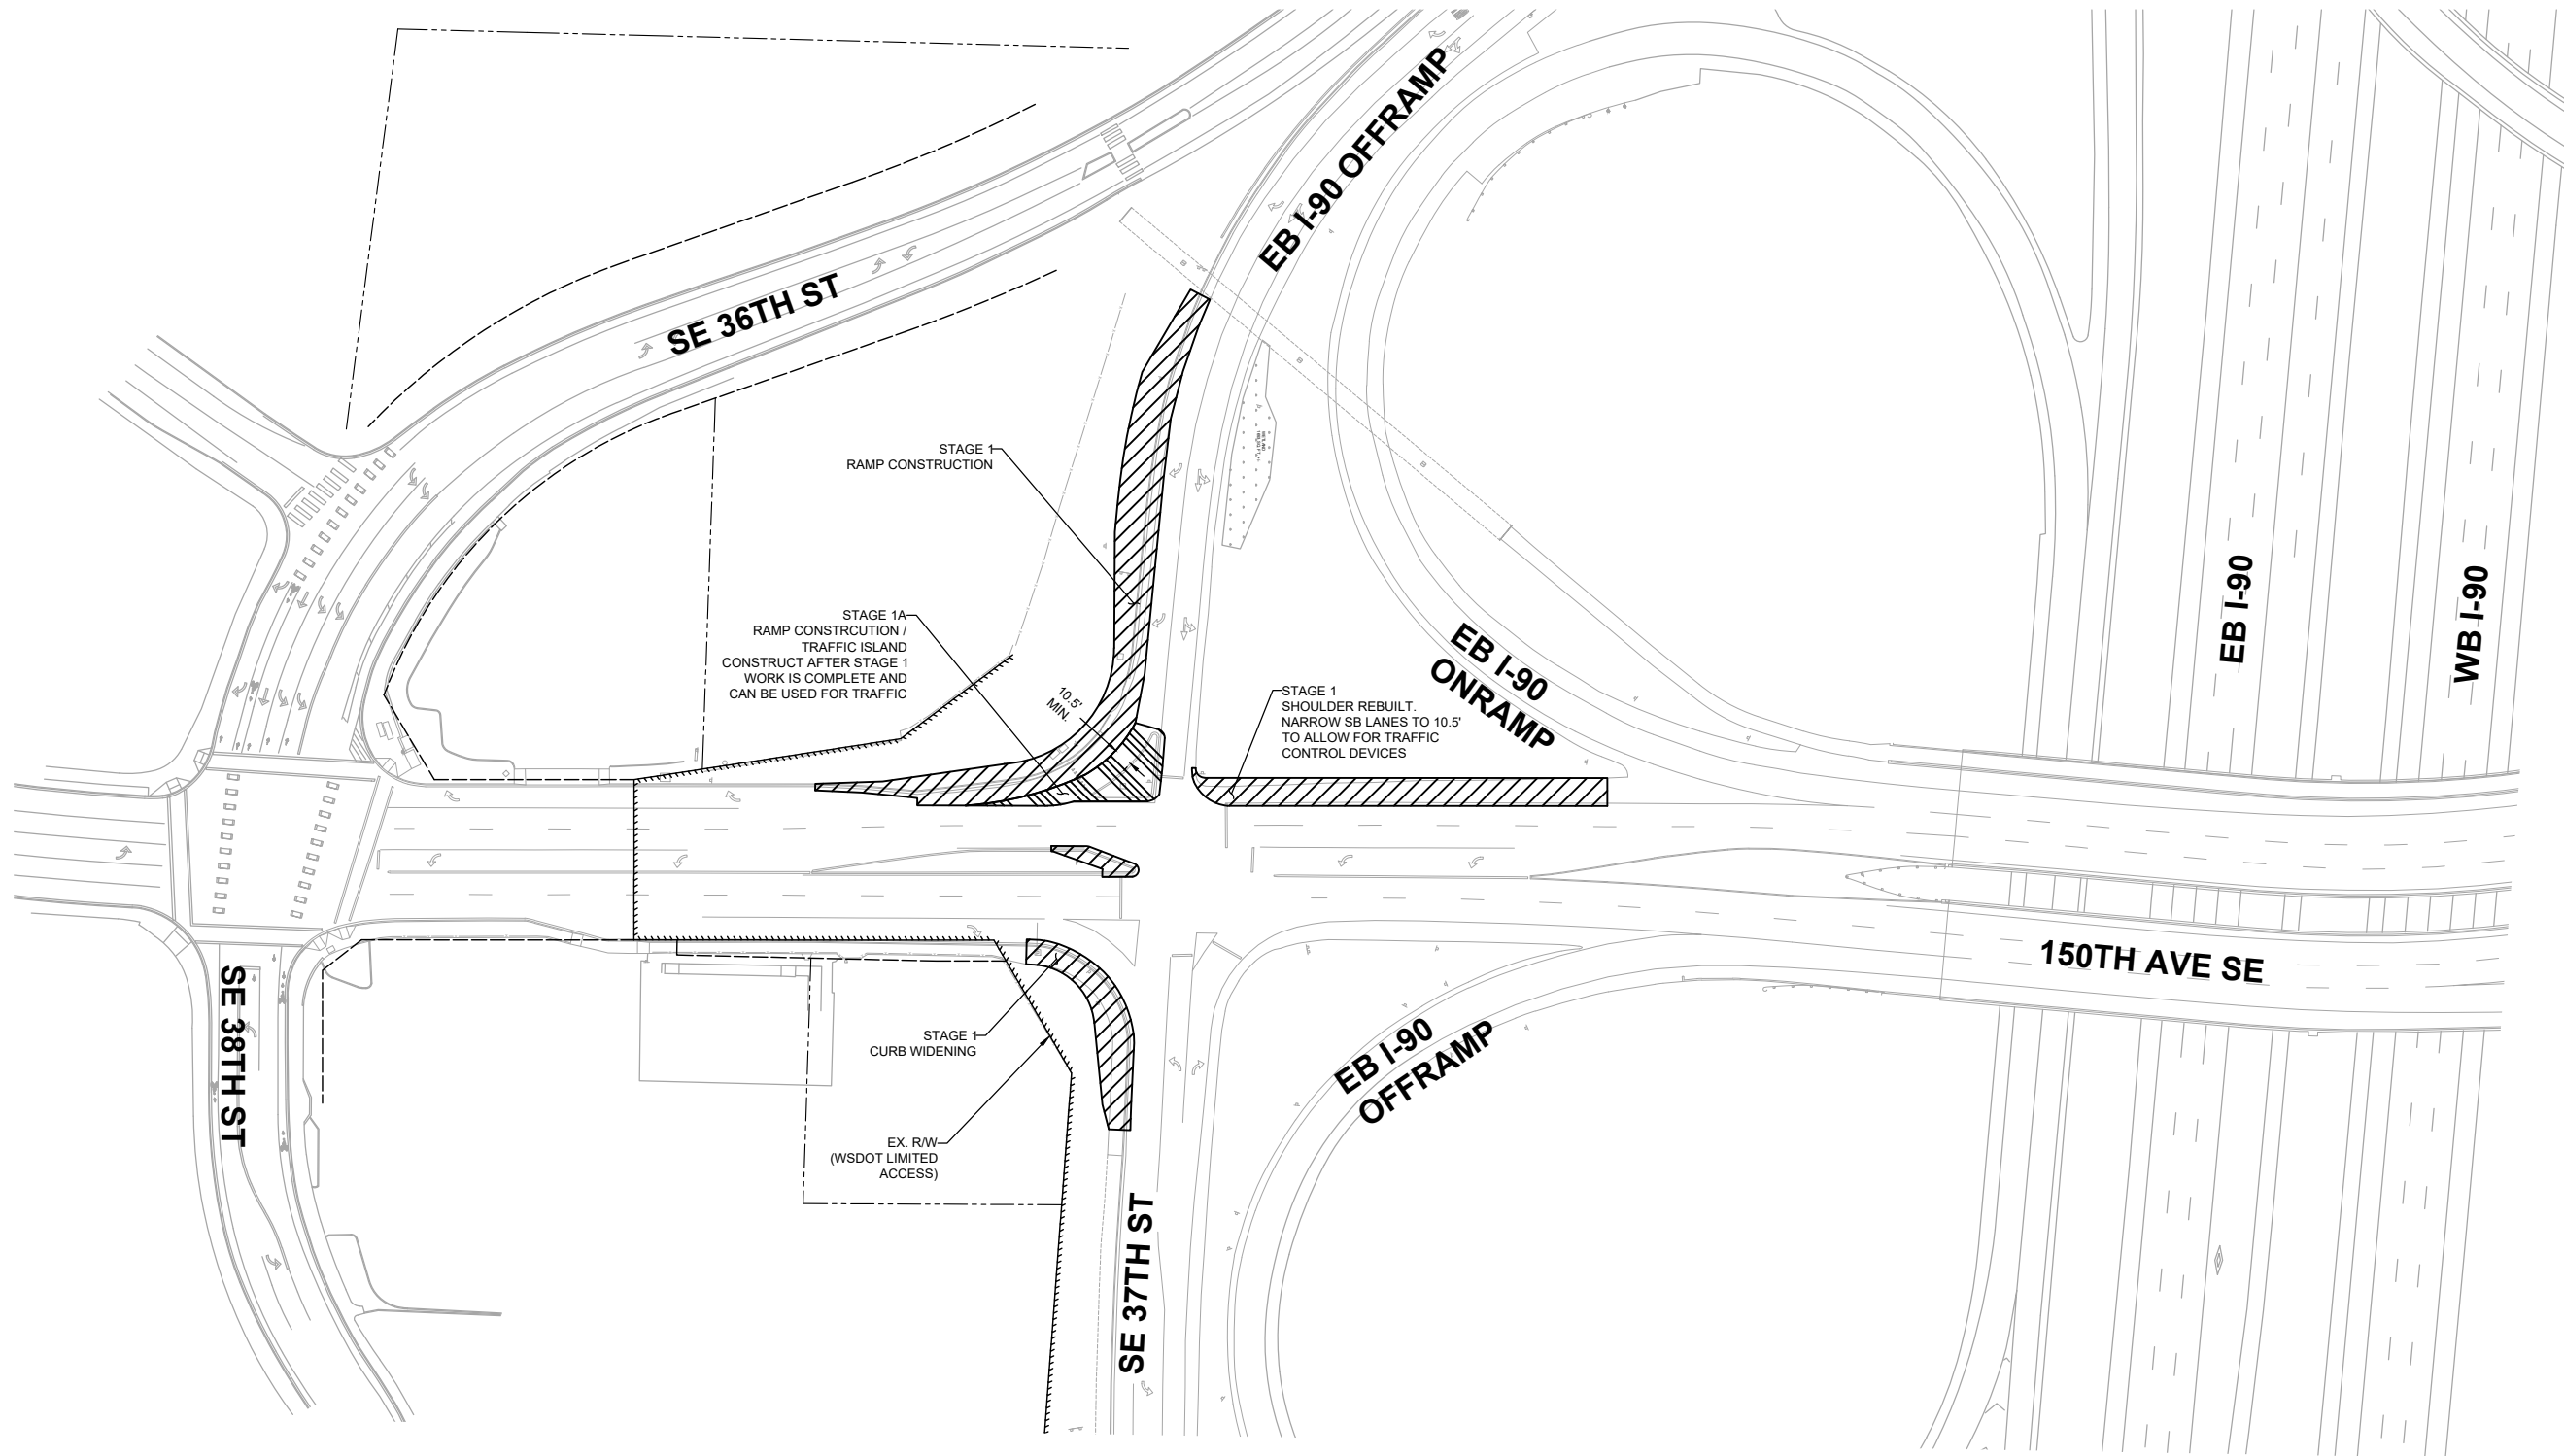 EB I-90 OFFRAMP
SE 36TH ST
STAGE 1
RAMP CONSTRUCTION
STAGE 1A
RAMP CONSTRCUTION /
TRAFFIC ISLAND
CONSTRUCT AFTER STAGE 1
WORK IS COMPLETE AND
CAN BE USED FOR TRAFFIC
10.5'
MIN.
STAGE 1
SHOULDER REBUILT.
NARROW SB LANES TO 10.5'
TO ALLOW FOR TRAFFIC
CONTROL DEVICES
EB I-90
ONRAMP
EB I-90
WB I-90
150TH AVE SE
SE 38TH ST
STAGE 1
CURB WIDENING
EX. R/W
(WSDOT LIMITED
ACCESS)
EB I-90
OFFRAMP
SE 37TH ST